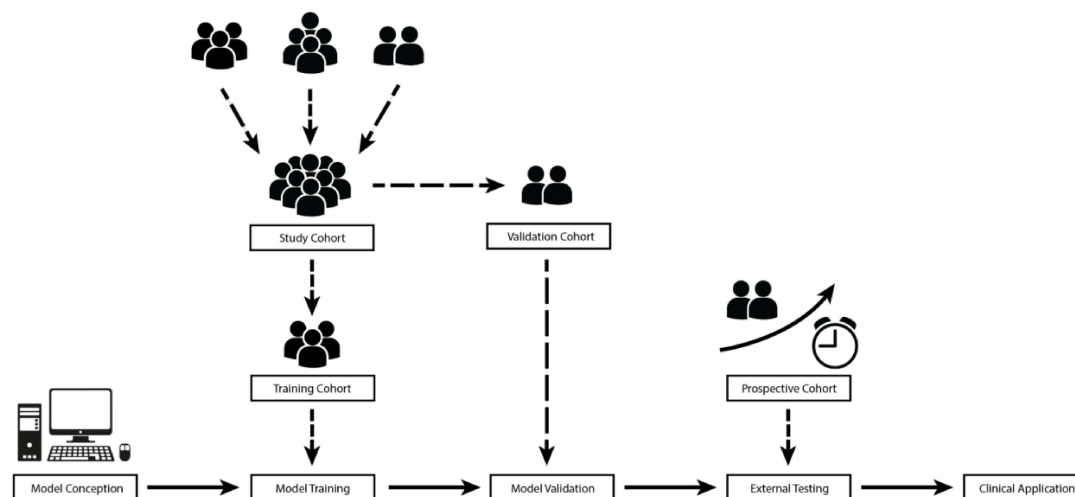 Study Cohort
Validation Cohort
Training Cohort
Prospective Cohort
Model Conception
Model Training
Model Validation
External Testing
Clinical Application